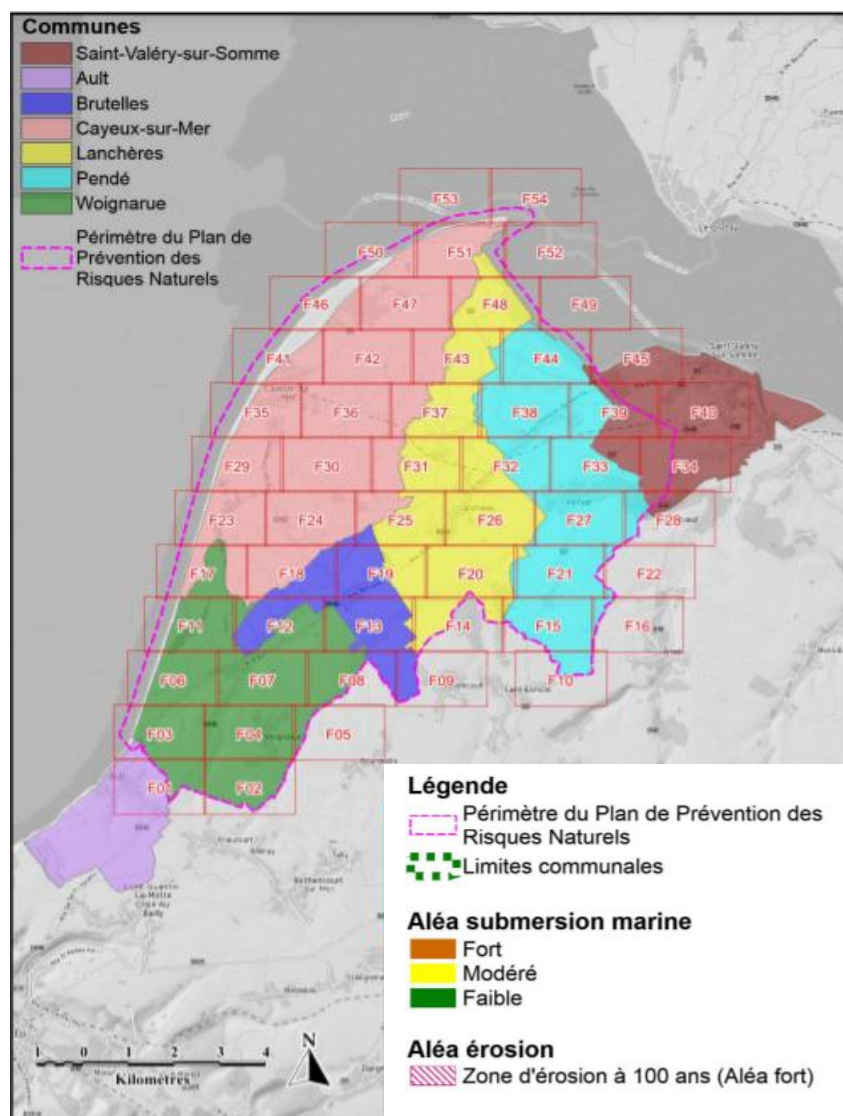 Communes
Saint-Valéry-sur-Somme
Ault
Brutelles
Cayeux-sur-Mer
Lanchères
Pendé
Woignarue
Périmètre du Plan de
Prévention des
Risques Naturels
F53 F54
F50 F51 F52
F46 F47 F48 F49
F41 F42 F43 F44 F45
F35 F36 F37 F38 F39 F40
F29 F30 F31 F32 F33 F34
F23 F24 F25 F26 F27 F28
F17 F18 F19 F20 F21 F22
F11 F12 F13 F14 F15 F16
F06 F07 F08 F09 F10
F03 F04 F05
F01 F02
1 0 1 2 3 4
Kilomètres
N
Légende
Périmètre du Plan de Prévention des
Risques Naturels
Limites communales
Aléa submersion marine
Fort
Modéré
Faible
Aléa érosion
Zone d'érosion à 100 ans (Aléa fort)